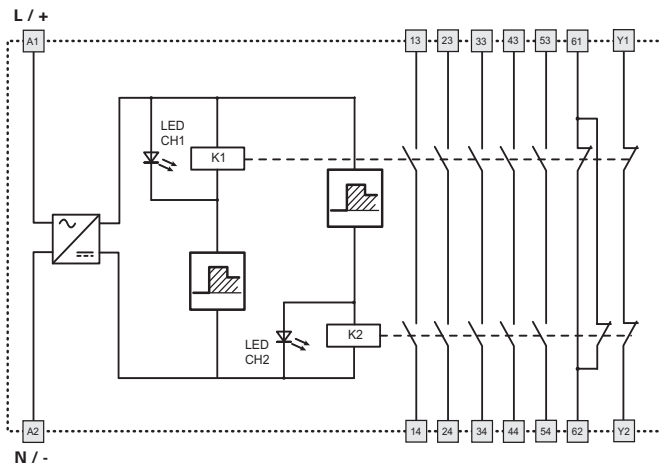 L / +
A1 13 23 33 43 53 61 Y1
LED
CH1
K1
LED
CH2
K2
A2 14 24 34 44 54 62 Y2
N / -